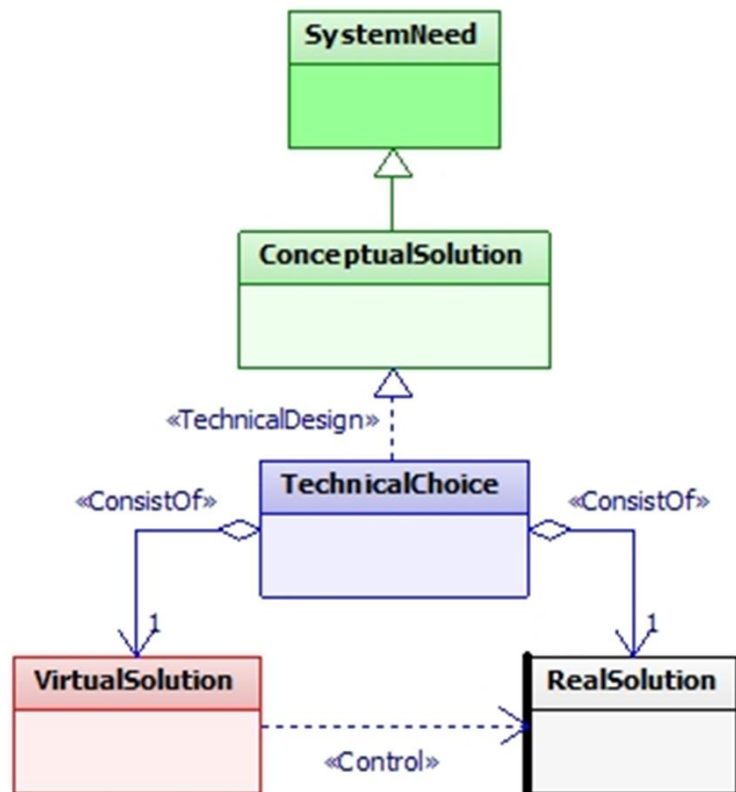 SystemNeed
ConceptualSolution
«TechnicalDesign»
TechnicalChoice
«ConsistOf»
«ConsistOf»
1
1
VirtualSolution
RealSolution
«Control»